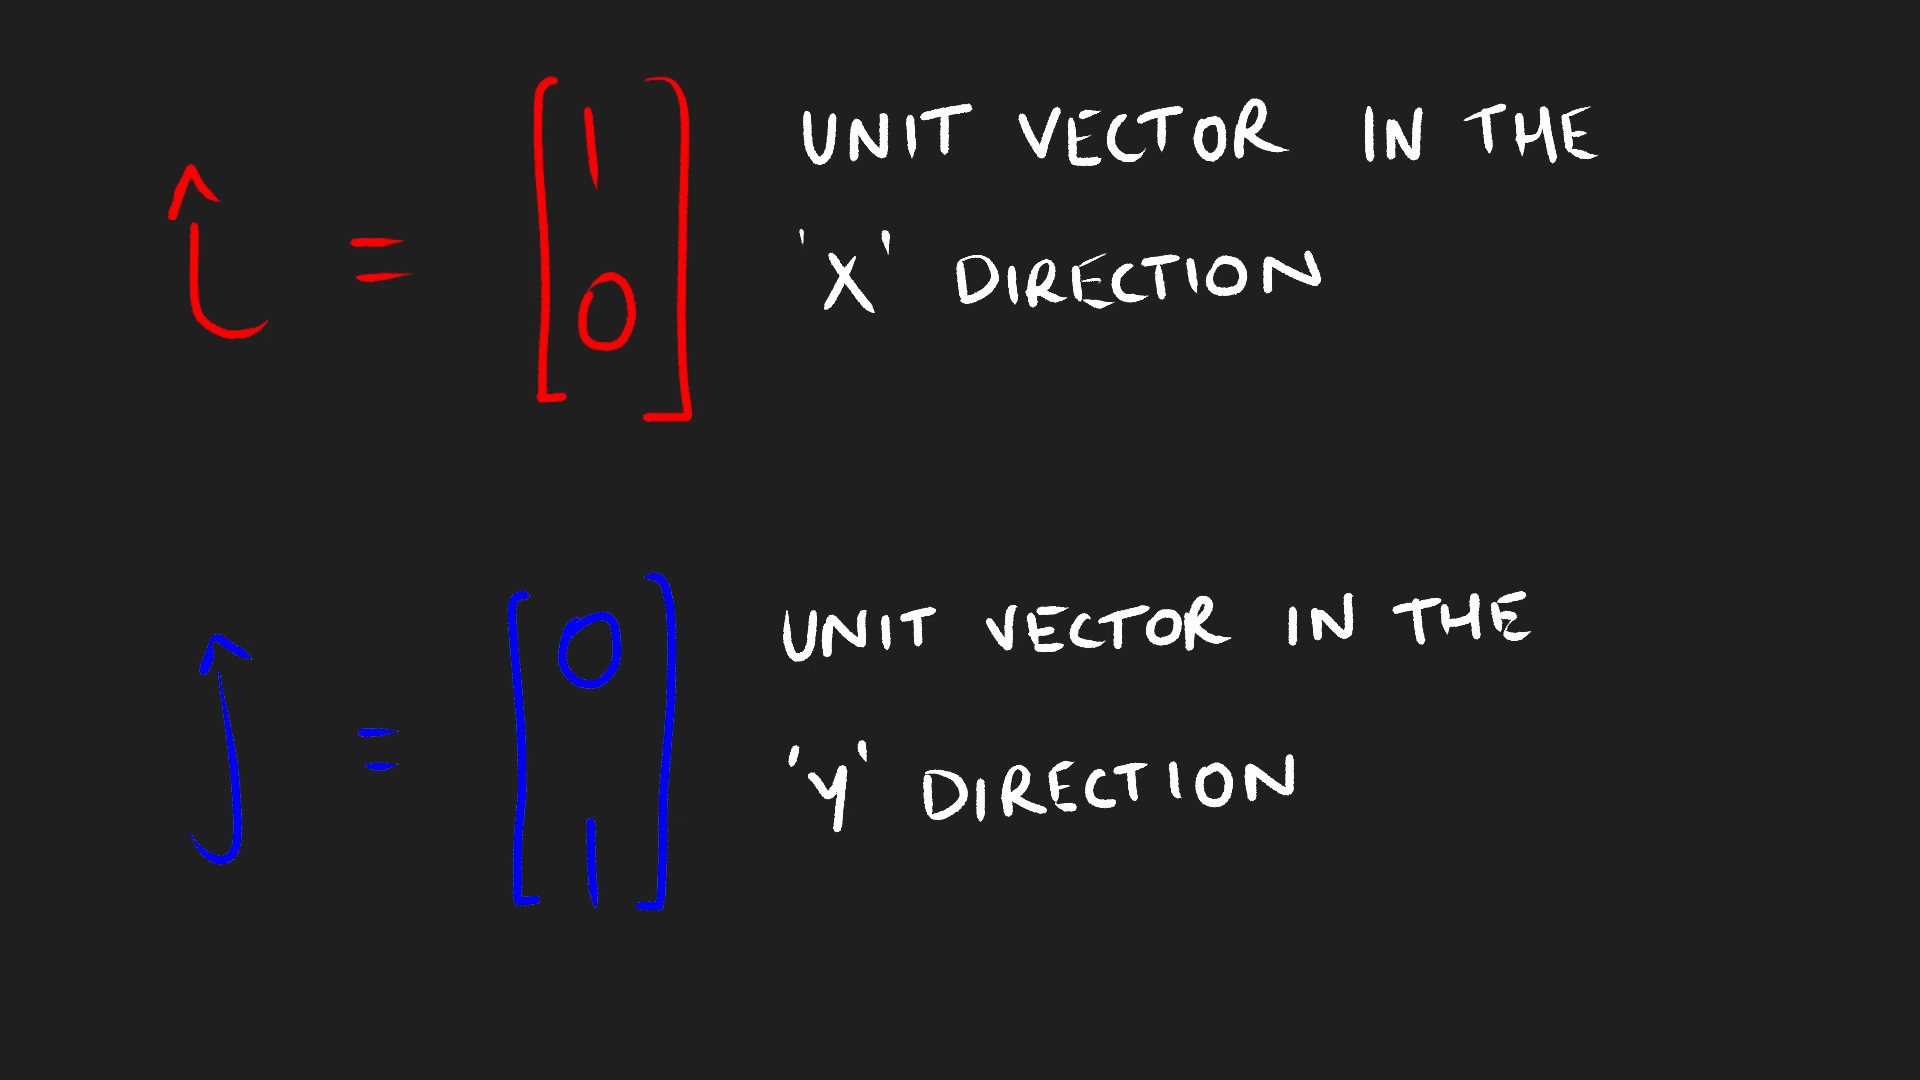 î = [1 0] UNIT VECTOR IN THE
'X' DIRECTION
ĵ = [0 1] UNIT VECTOR IN THE
'Y' DIRECTION